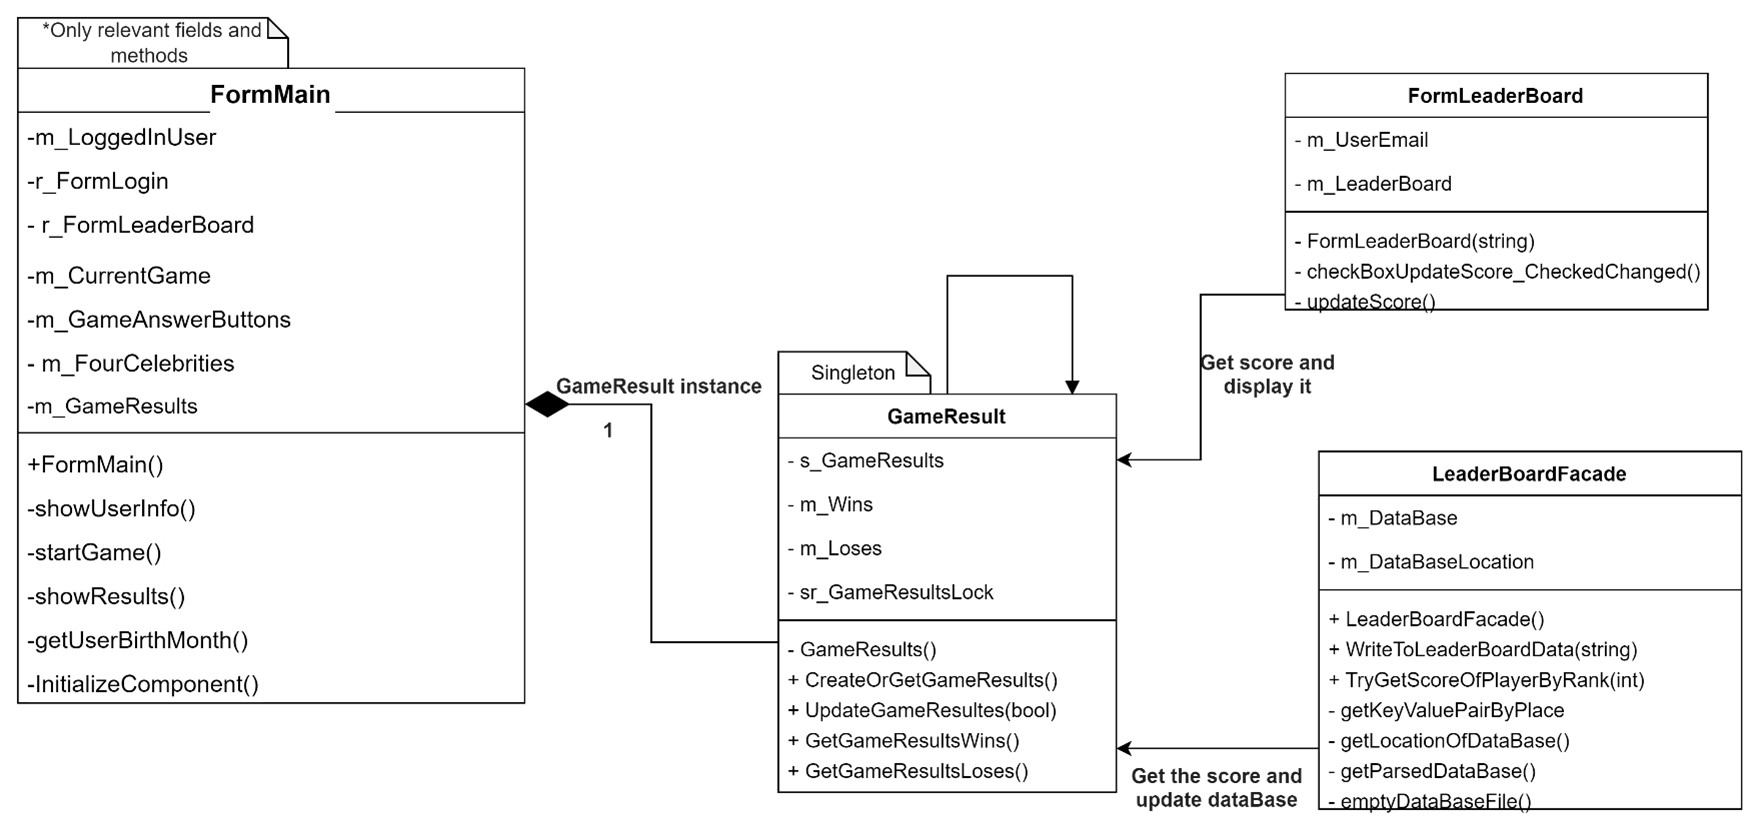 *Only relevant fields and
methods
FormMain
-m_LoggedInUser
-r_FormLogin
- r_FormLeaderBoard
-m_CurrentGame
-m_GameAnswerButtons
- m_FourCelebrities
-m_GameResults
+FormMain()
-showUserInfo()
-startGame()
-showResults()
-getUserBirthMonth()
-InitializeComponent()
GameResult instance
1
Singleton
GameResult
- s_GameResults
- m_Wins
- m_Loses
- sr_GameResultsLock
- GameResults()
+ CreateOrGetGameResults()
+ UpdateGameResultes(bool)
+ GetGameResultsWins()
+ GetGameResultsLoses()
FormLeaderBoard
- m_UserEmail
- m_LeaderBoard
- FormLeaderBoard(string)
- checkBoxUpdateScore_CheckedChanged()
- updateScore()
Get score and
display it
LeaderBoardFacade
- m_DataBase
- m_DataBaseLocation
+ LeaderBoardFacade()
+ WriteToLeaderBoardData(string)
+ TryGetScoreOfPlayerByRank(int)
- getKeyValuePairByPlace
- getLocationOfDataBase()
- getParsedDataBase()
- emptyDataBaseFile()
Get the score and
update dataBase